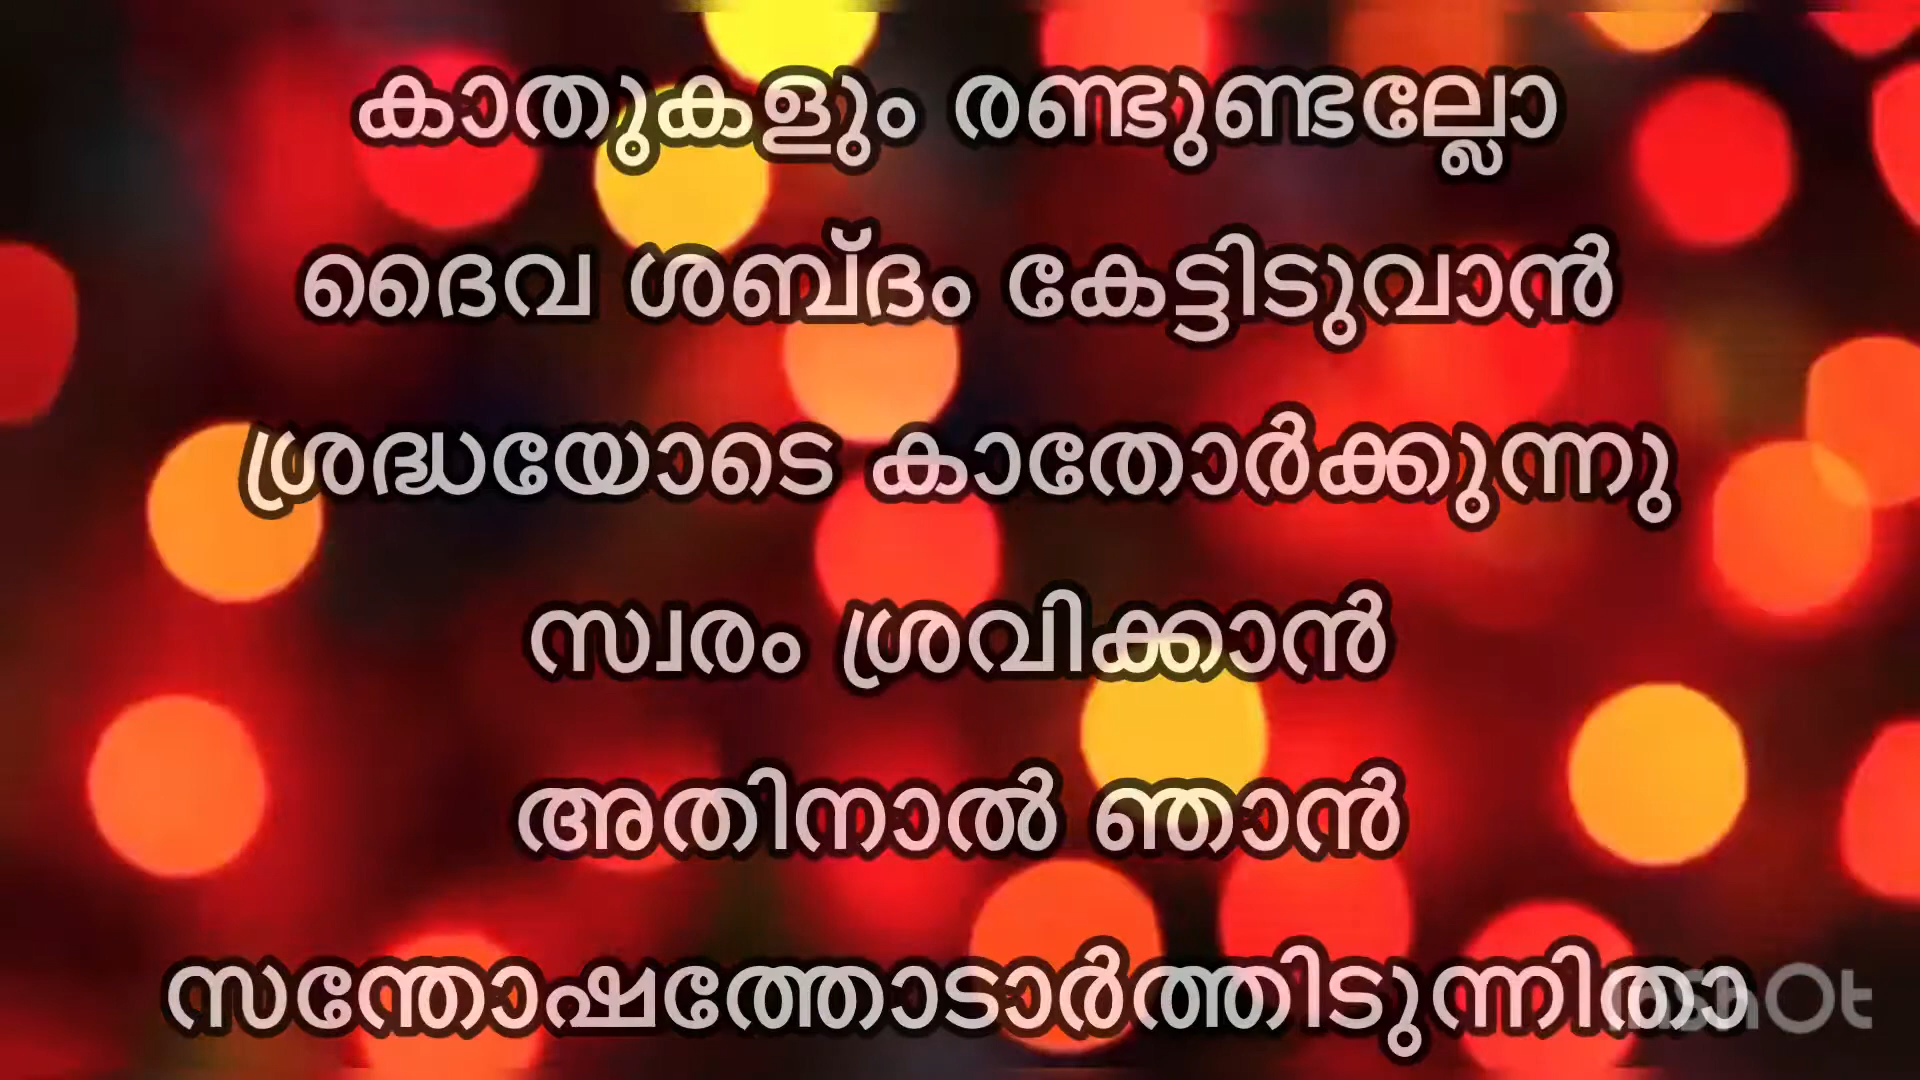 കാതുകളും രണ്ടുണ്ടല്ലോ
ദൈവ ശബ്ദം കേട്ടിടുവാൻ
ശ്രദ്ധയോടെ കാതോർക്കുന്നു
സ്വരം ശ്രവിക്കാൻ
അതിനാൽ ഞാൻ
സന്തോഷത്തോടാർത്തിടുന്നിതാ